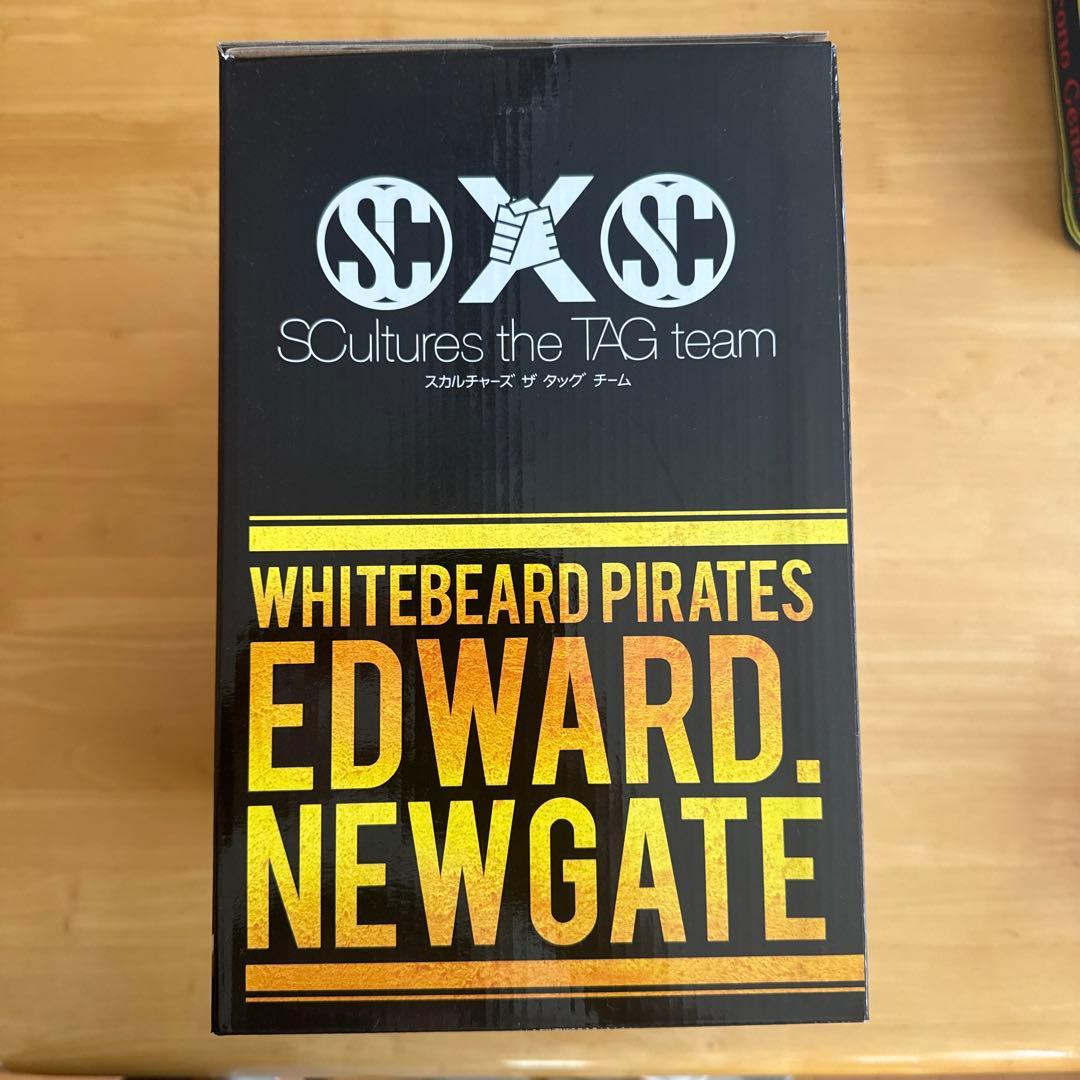 SC X SC
SCultures the TAG team
スカルチャーズ ザ タッグ チーム
WHITEBEARD PIRATES
EDWARD.
NEWGATE